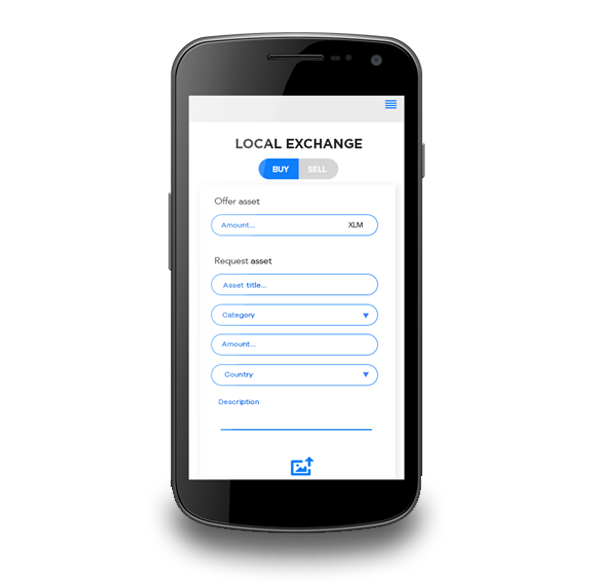 LOCAL EXCHANGE
BUY SELL
Offer asset
Amount... XLM
Request asset
Asset title...
Category
Amount...
Country
Description